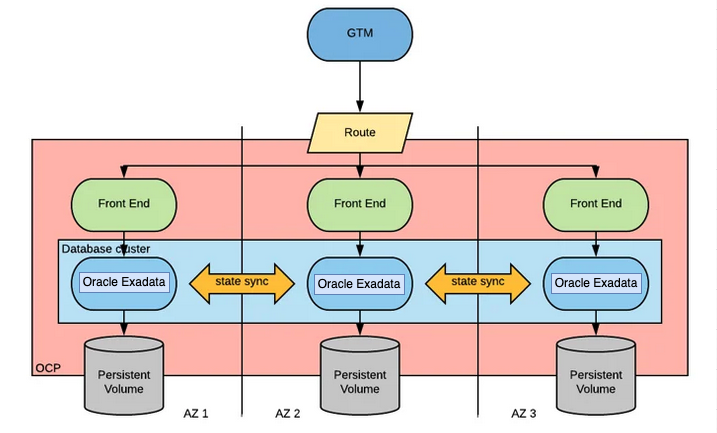 GTM
Route
Front End
Front End
Front End
Database cluster
Oracle Exadata
state sync
Oracle Exadata
state sync
Oracle Exadata
OCP
Persistent
Volume
Persistent
Volume
Persistent
Volume
AZ 1
AZ 2
AZ 3